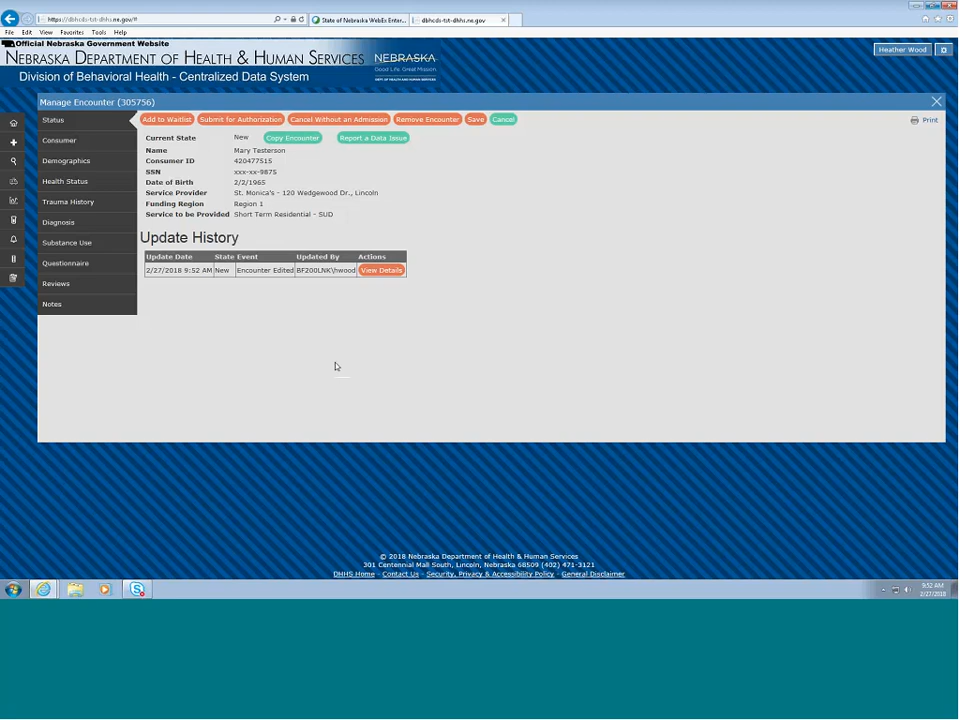 https://dbhcds-tst-dhhs.ne.gov/#
State of Nebraska WebEx Enter...
dbhcds-tst-dhhs.ne.gov
File Edit View Favorites Tools Help
Official Nebraska Government Website
NEBRASKA DEPARTMENT OF HEALTH & HUMAN SERVICES
NEBRASKA
Good Life. Great Mission.
DEPT. OF HEALTH AND HUMAN SERVICES
Heather Wood
Division of Behavioral Health - Centralized Data System
Manage Encounter (305756)
Status
Consumer
Demographics
Health Status
Trauma History
Diagnosis
Substance Use
Questionnaire
Reviews
Notes
Add to Waitlist Submit for Authorization Cancel Without an Admission Remove Encounter Save Cancel
Print
Current State New Copy Encounter Report a Data Issue
Name Mary Testerson
Consumer ID 420477515
SSN xxx-xx-9875
Date of Birth 2/2/1965
Service Provider St. Monica's - 120 Wedgewood Dr., Lincoln
Funding Region Region 1
Service to be Provided Short Term Residential - SUD
Update History
Update Date State Event Updated By Actions
2/27/2018 9:52 AM New Encounter Edited BF200LNK\hwood View Details
© 2018 Nebraska Department of Health & Human Services
301 Centennial Mall South, Lincoln, Nebraska 68509 (402) 471-3121
DHHS Home - Contact Us - Security, Privacy & Accessibility Policy - General Disclaimer
9:52 AM
2/27/2018